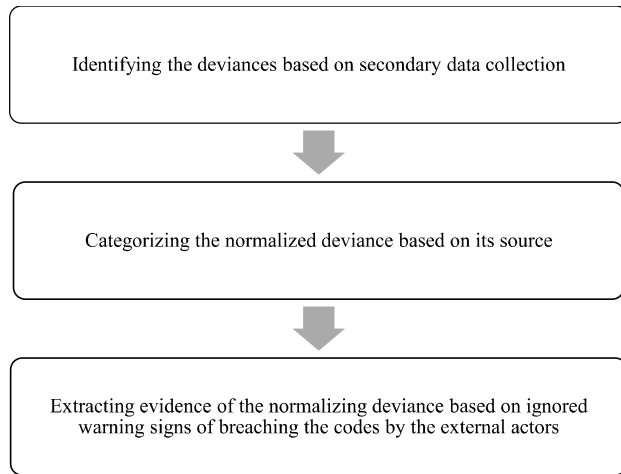 Identifying the deviances based on secondary data collection
Categorizing the normalized deviance based on its source
Extracting evidence of the normalizing deviance based on ignored
warning signs of breaching the codes by the external actors